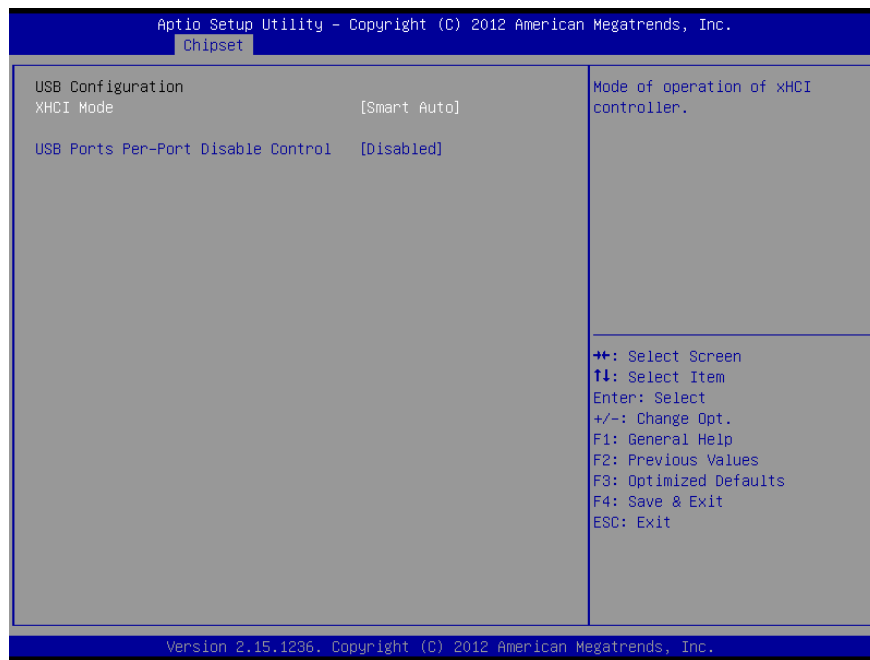 Aptio Setup Utility – Copyright (C) 2012 American Megatrends, Inc.
Chipset
USB Configuration
XHCI Mode [Smart Auto]
USB Ports Per-Port Disable Control [Disabled]
Mode of operation of xHCI
controller.
→←: Select Screen
↑↓: Select Item
Enter: Select
+/-: Change Opt.
F1: General Help
F2: Previous Values
F3: Optimized Defaults
F4: Save & Exit
ESC: Exit
Version 2.15.1236. Copyright (C) 2012 American Megatrends, Inc.